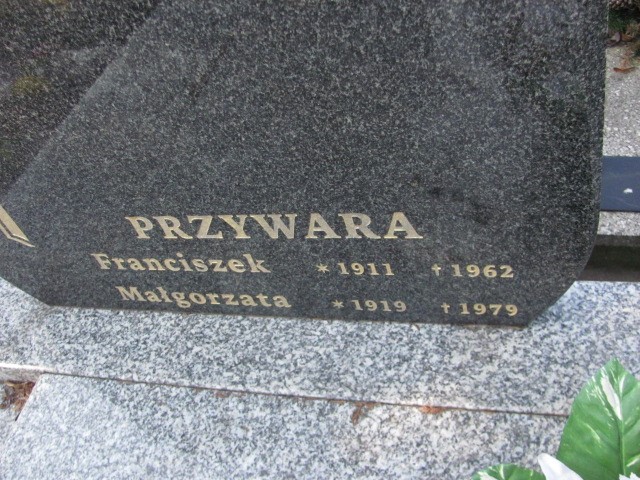 PRZYWARA
Franciszek * 1911 † 1962
Małgorzata * 1919 † 1979